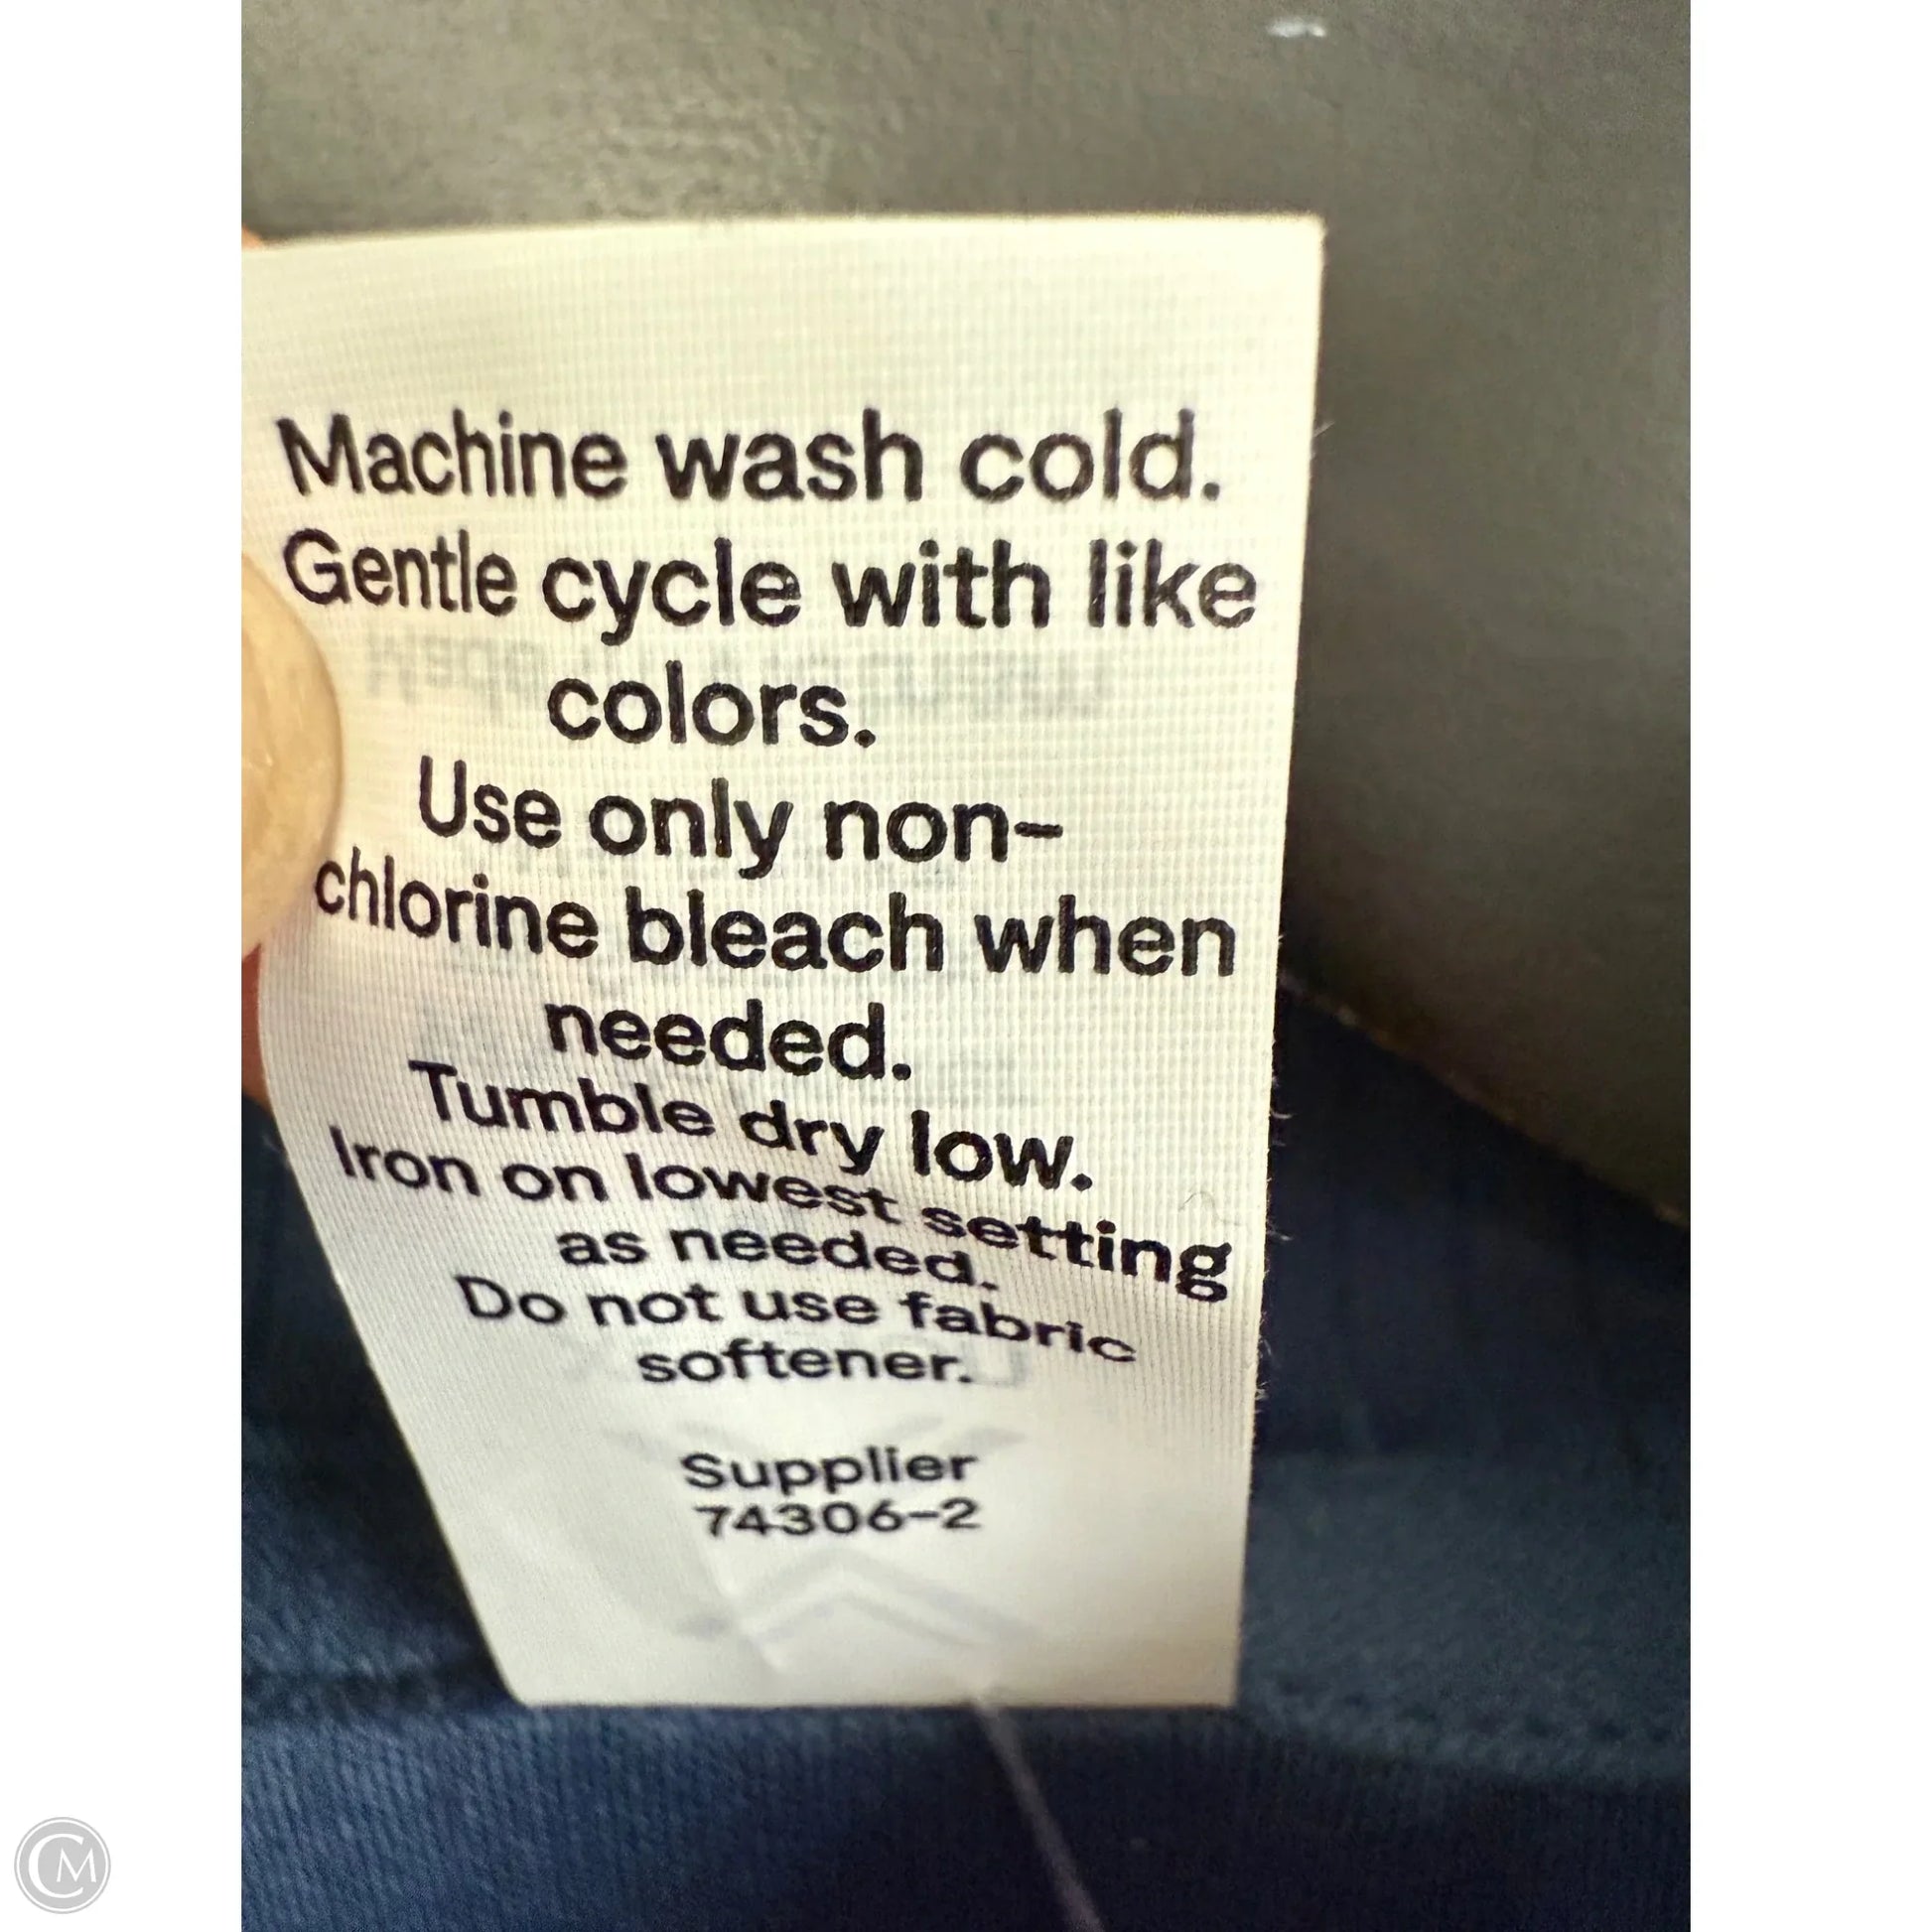 Machine wash cold.
Gentle cycle with like
colors.
Use only non-
chlorine bleach when
needed.
Tumble dry low.
Iron on lowest setting
as needed.
Do not use fabric
softener.
Supplier
74306-2
CM